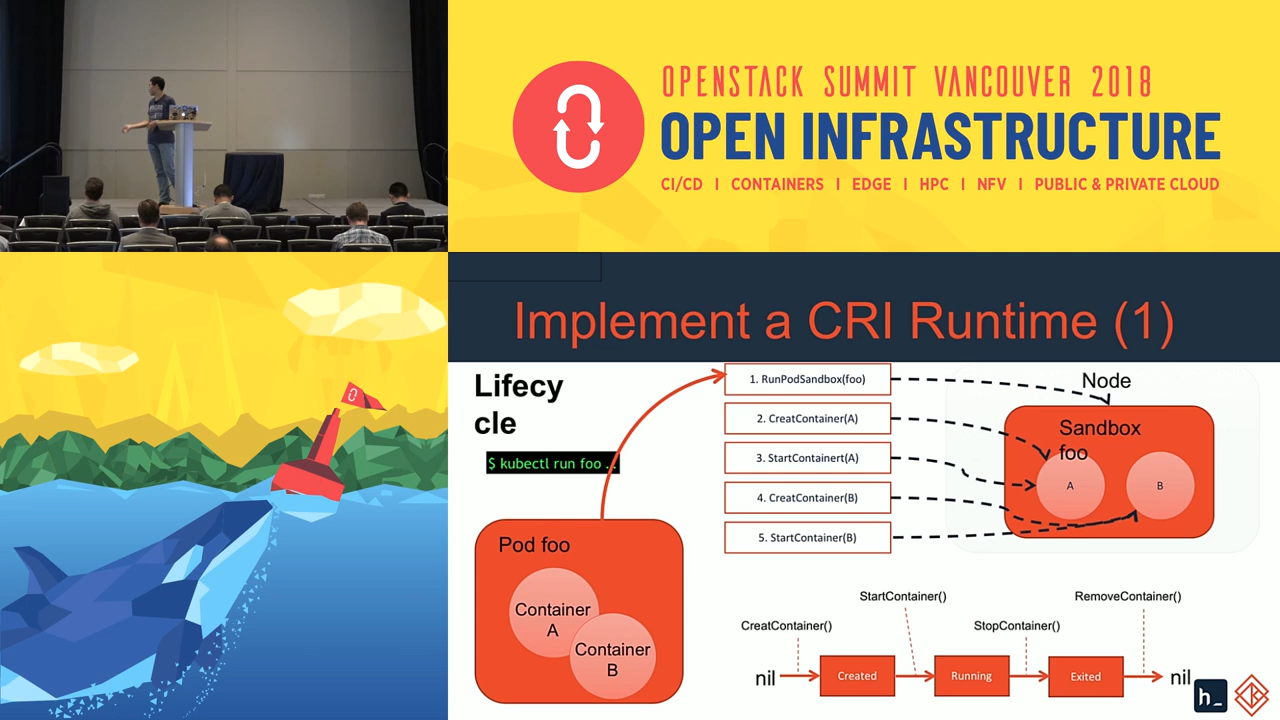 OPENSTACK SUMMIT VANCOUVER 2018
OPEN INFRASTRUCTURE
CI/CD | CONTAINERS | EDGE | HPC | NFV | PUBLIC & PRIVATE CLOUD
Implement a CRI Runtime (1)
Lifecy
cle
$ kubectl run foo ..
Pod foo
Container
A
Container
B
1. RunPodSandbox(foo)
2. CreatContainer(A)
3. StartContainert(A)
4. CreatContainer(B)
5. StartContainer(B)
Node
Sandbox
foo
A
B
StartContainer()
RemoveContainer()
CreatContainer()
StopContainer()
nil
Created
Running
Exited
nil
h_